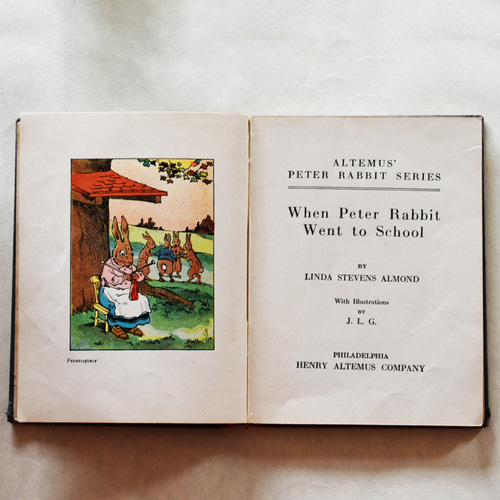 Frontispiece
ALTEMUS'
PETER RABBIT SERIES
When Peter Rabbit
Went to School
BY
LINDA STEVENS ALMOND
With Illustrations
BY
J. L. G.
PHILADELPHIA
HENRY ALTEMUS COMPANY